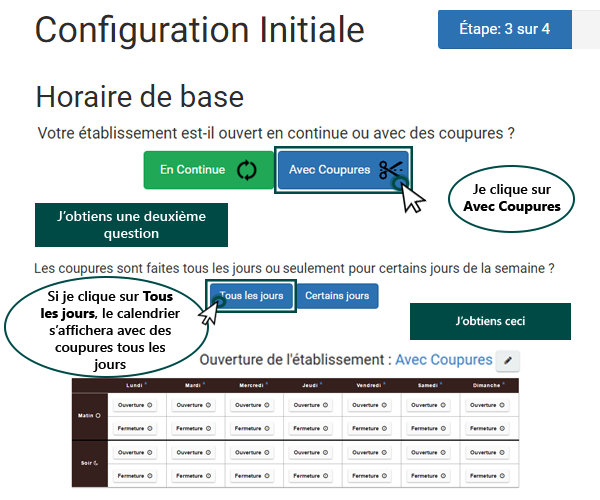 Configuration Initiale
Étape: 3 sur 4
Horaire de base
Votre établissement est-il ouvert en continue ou avec des coupures ?
En Continue
Avec Coupures
Je clique sur
Avec Coupures
J'obtiens une deuxième
question
Les coupures sont faites tous les jours ou seulement pour certains jours de la semaine ?
Tous les jours
Certains jours
Si je clique sur Tous
les jours, le calendrier
s'affichera avec des
coupures tous les
jours
J'obtiens ceci
Ouverture de l'établissement : Avec Coupures
Lundi Mardi Mercredi Jeudi Vendredi Samedi Dimanche
Matin
Ouverture Ouverture Ouverture Ouverture Ouverture Ouverture Ouverture
Fermeture Fermeture Fermeture Fermeture Fermeture Fermeture Fermeture
Soir
Ouverture Ouverture Ouverture Ouverture Ouverture Ouverture Ouverture
Fermeture Fermeture Fermeture Fermeture Fermeture Fermeture Fermeture